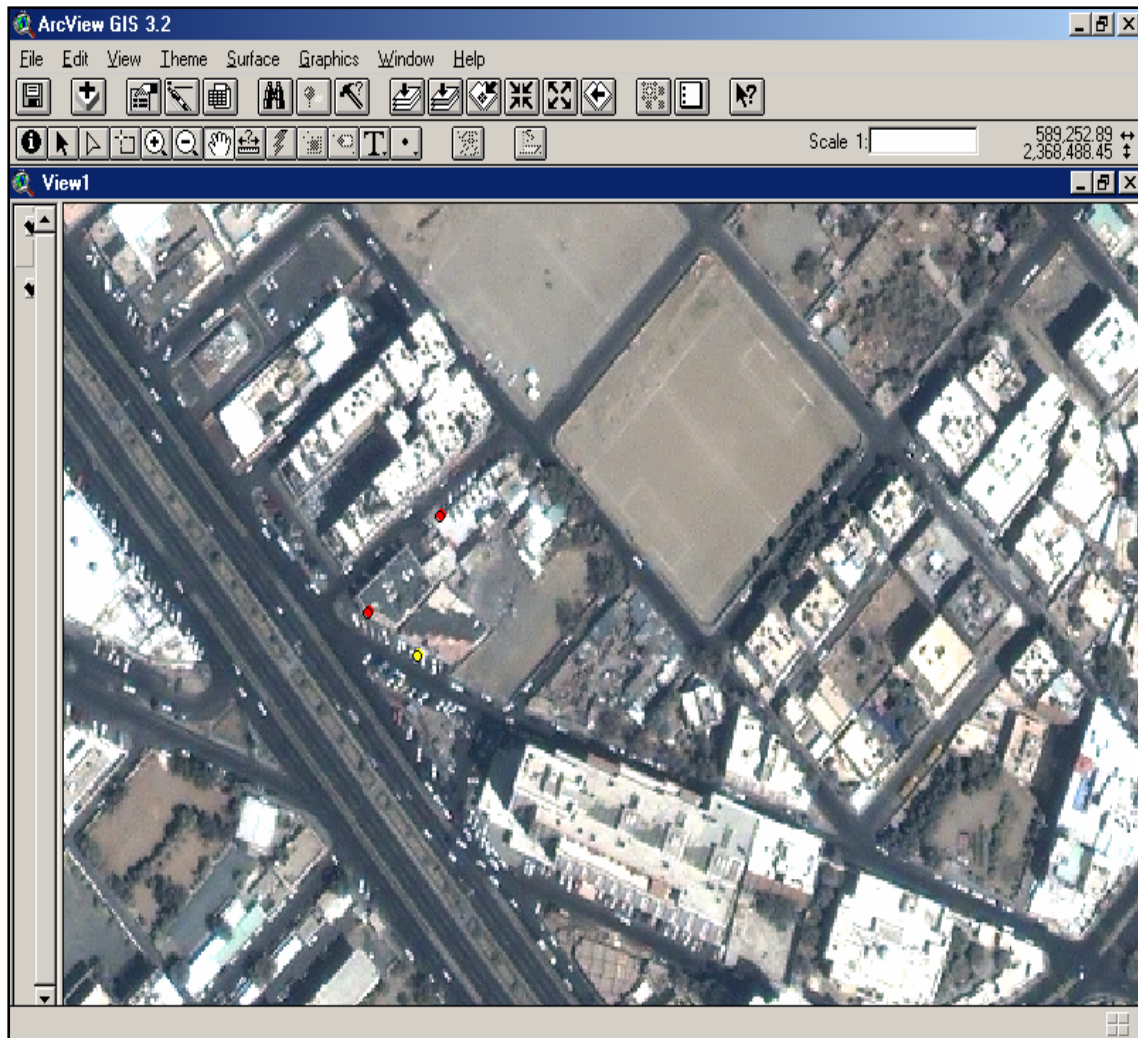 ArcView GIS 3.2
File Edit View Theme Surface Graphics Window Help
Scale 1:
589,252.89
2,368,488.45
View1